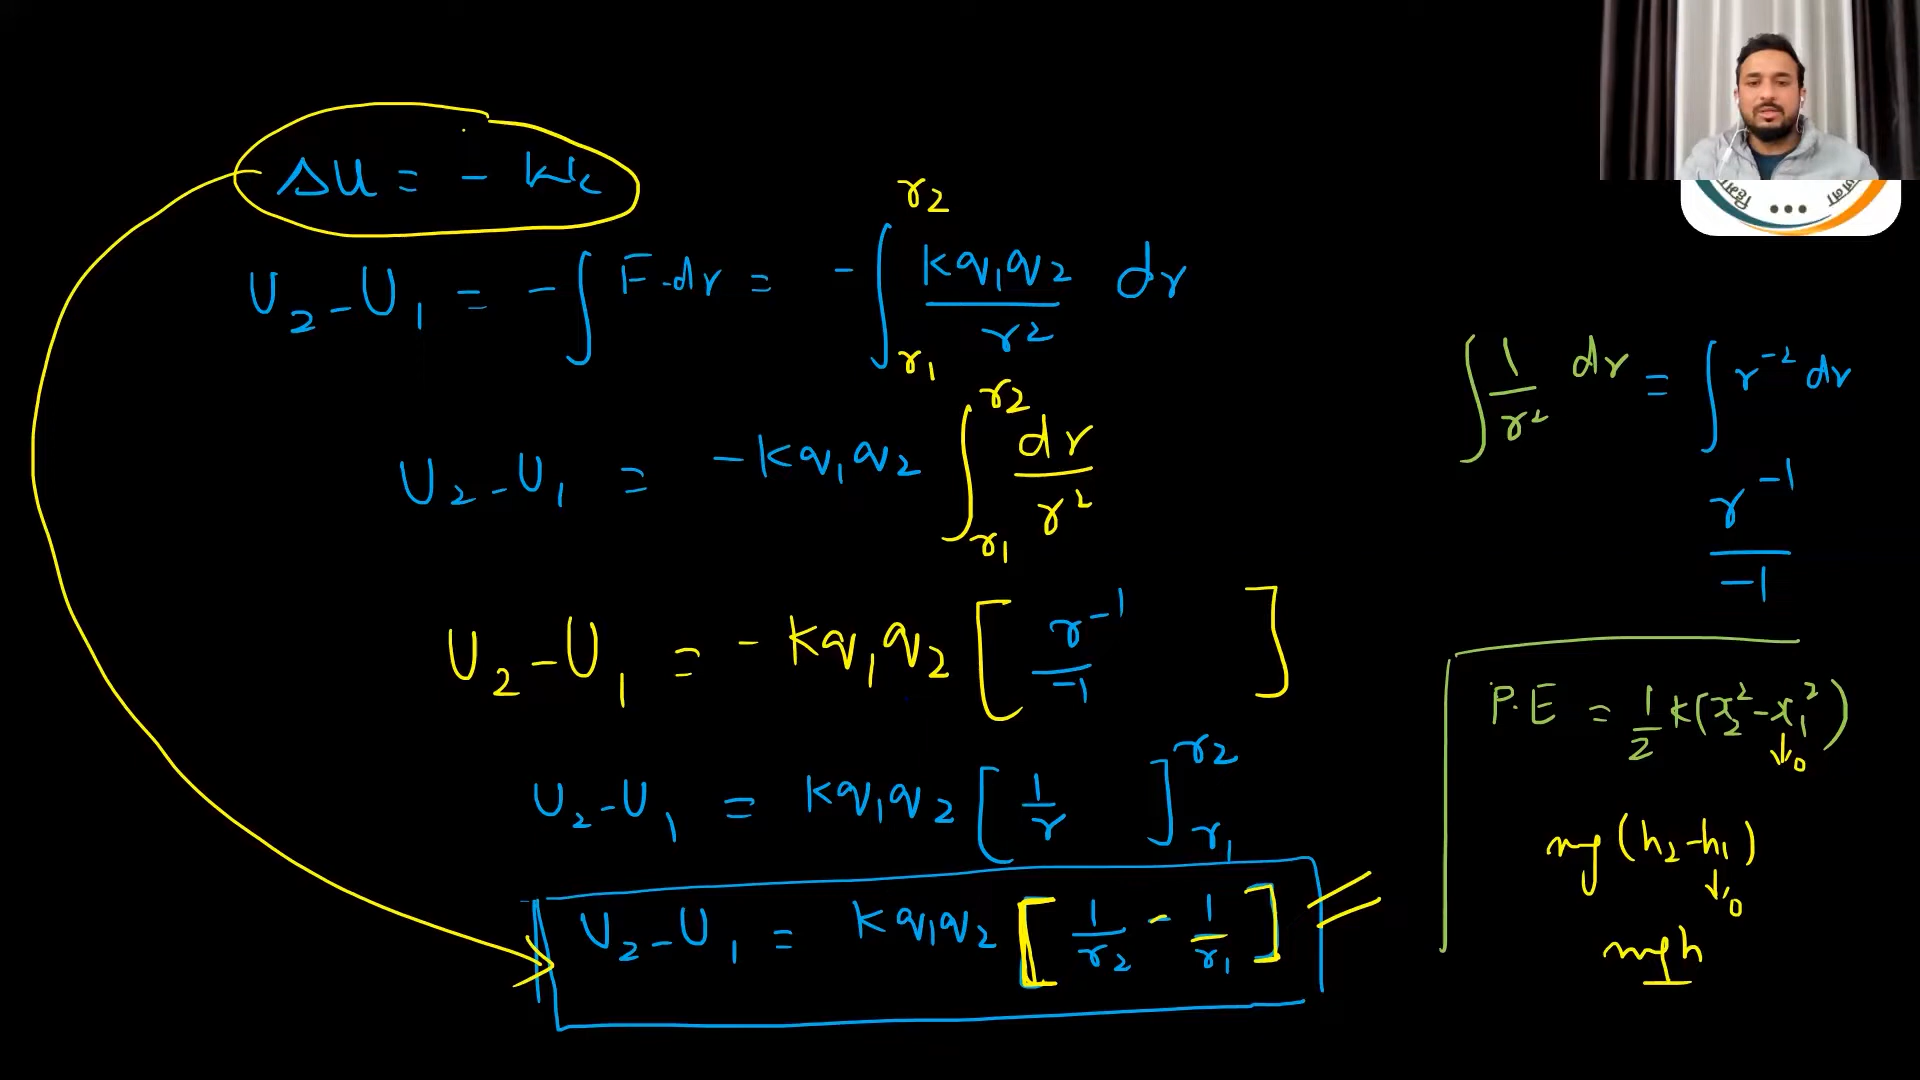 ΔU = - Wc
U₂-U₁ = -∫F.dr = -∫_{r₁}^{r₂} kq₁q₂/r² dr
U₂-U₁ = -kq₁q₂ ∫_{r₁}^{r₂} dr/r²
U₂-U₁ = -kq₁q₂ [r⁻¹/-1]
U₂-U₁ = kq₁q₂ [1/r]_{r₁}^{r₂}
U₂-U₁ = kq₁q₂ [1/r₂ - 1/r₁]
∫1/r² dr = ∫r⁻² dr
r⁻¹/-1
P.E = 1/2 k(x₂²-x₁²)
↓0
mg(h₂-h₁)
↓0
mgh